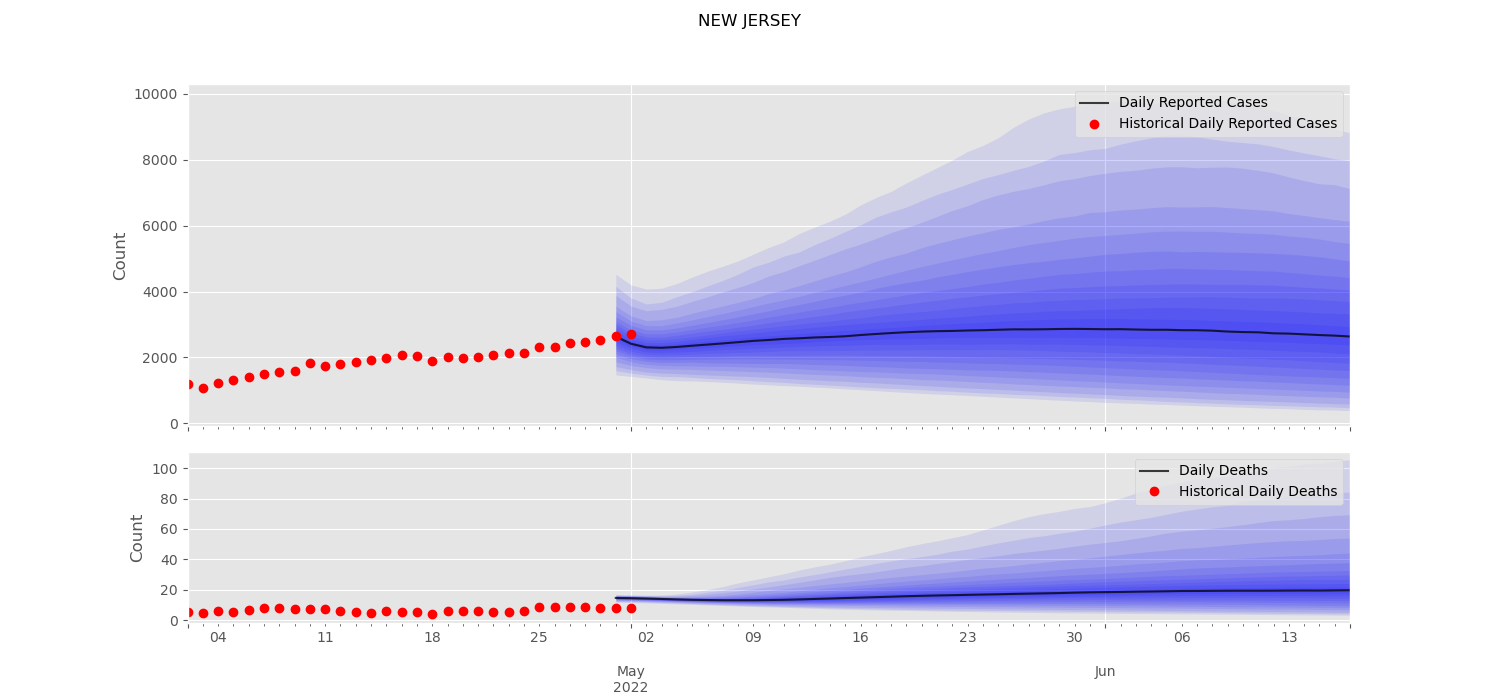 NEW JERSEY
10000
8000
6000
4000
2000
0
Count
Daily Reported Cases
Historical Daily Reported Cases
100
80
60
40
20
0
Count
Daily Deaths
Historical Daily Deaths
04 11 18 25 02 09 16 23 30 06 13
May Jun
2022